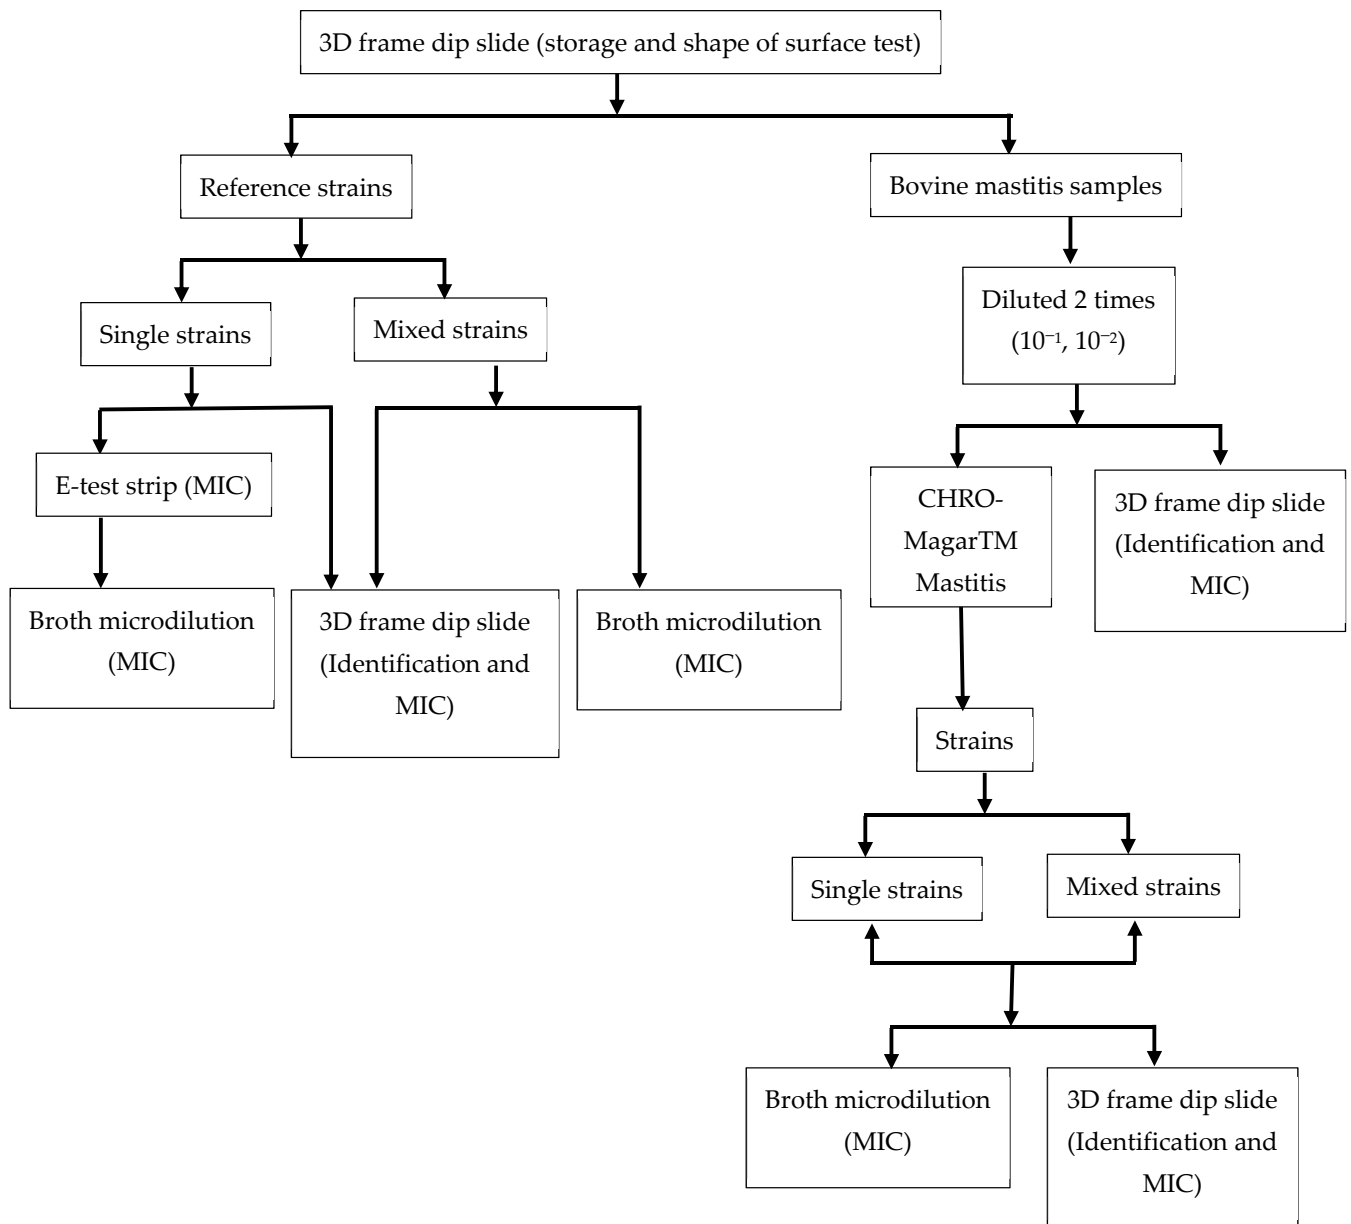 3D frame dip slide (storage and shape of surface test)
Reference strains
Bovine mastitis samples
Single strains
Mixed strains
Diluted 2 times
(10⁻¹, 10⁻²)
E-test strip (MIC)
CHRO-
MagarTM
Mastitis
3D frame dip slide
(Identification and
MIC)
Broth microdilution
(MIC)
3D frame dip slide
(Identification and
MIC)
Broth microdilution
(MIC)
Strains
Single strains
Mixed strains
Broth microdilution
(MIC)
3D frame dip slide
(Identification and
MIC)